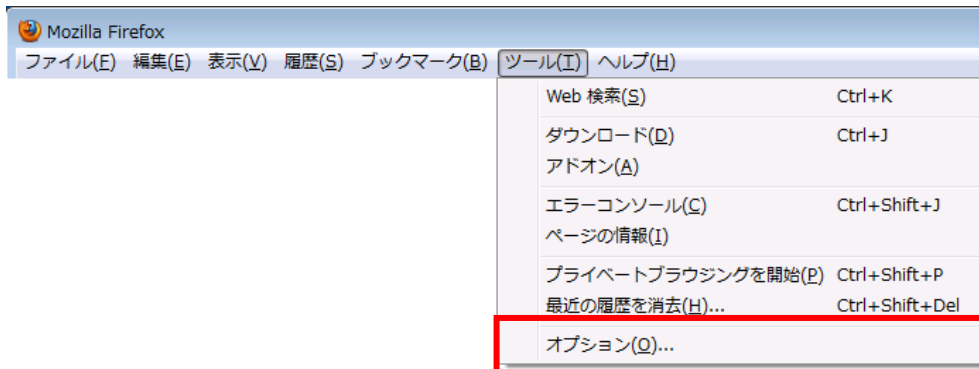 Mozilla Firefox
ファイル(F) 編集(E) 表示(V) 履歴(S) ブックマーク(B) ツール(T) ヘルプ(H)
Web 検索(S) Ctrl+K
ダウンロード(D) Ctrl+J
アドオン(A)
エラーコンソール(C) Ctrl+Shift+J
ページの情報(I)
プライベートブラウジングを開始(P) Ctrl+Shift+P
最近の履歴を消去(H)... Ctrl+Shift+Del
オプション(O)...